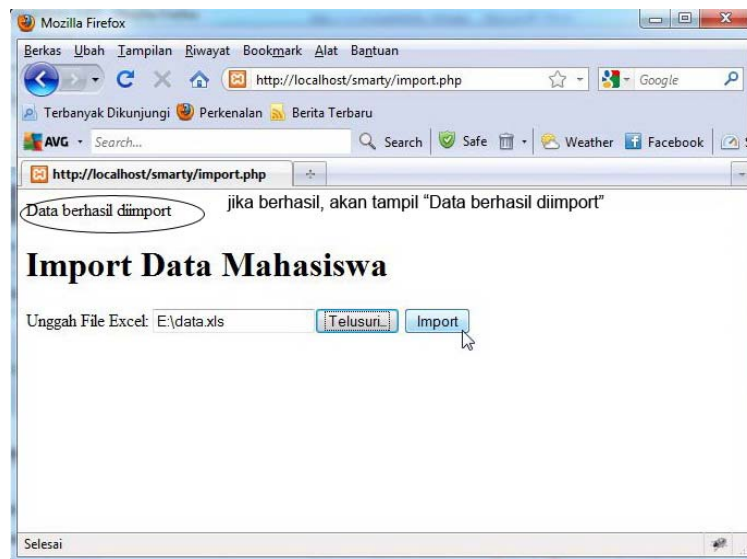 Mozilla Firefox
Berkas Ubah Tampilan Riwayat Bookmark Alat Bantuan
http://localhost/smarty/import.php
Google
Terbanyak Dikunjungi Perkenalan Berita Terbaru
AVG Search... Search Safe Weather Facebook
http://localhost/smarty/import.php
Data berhasil diimport jika berhasil, akan tampil “Data berhasil diimport”
Import Data Mahasiswa
Unggah File Excel: E:\data.xls Telusuri... Import
Selesai